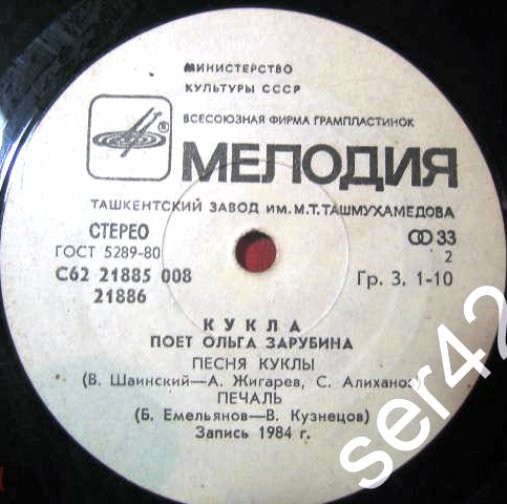 МИНИСТЕРСТВО
КУЛЬТУРЫ СССР
ВСЕСОЮЗНАЯ ФИРМА ГРАМПЛАСТИНОК
®
МЕЛОДИЯ
ТАШКЕНТСКИЙ ЗАВОД ИМ. М.Т. ТАШМУХАМЕДОВА
СТЕРЕО
ГОСТ 5289-80
С62 21885 008
21886
33
2
Гр. 3. 1-10
КУКЛА
ПОЕТ ОЛЬГА ЗАРУБИНА
ПЕСНЯ КУКЛЫ
(В. Шаинский—А. Жигарев, С. Алиханов)
ПЕЧАЛЬ
(Б. Емельянов—В. Кузнецов)
Запись 1984 г.
ser42